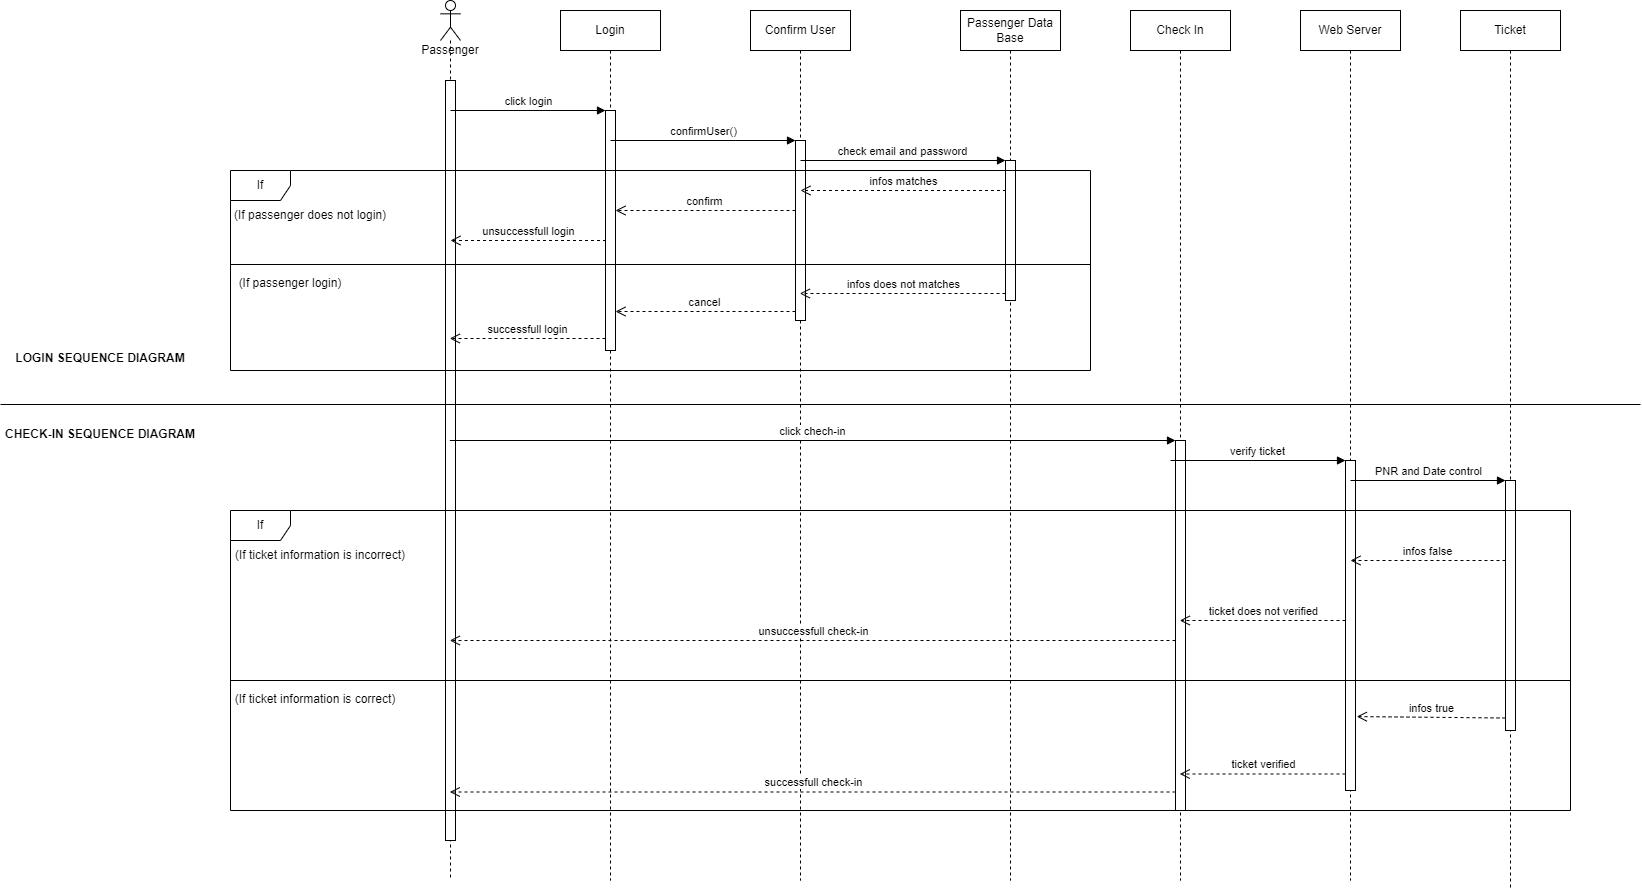 Passenger
Login
Confirm User
Passenger Data
Base
Check In
Web Server
Ticket
click login
confirmUser()
check email and password
If
infos matches
(If passenger does not login)
confirm
unsuccessfull login
(If passenger login)
infos does not matches
cancel
successfull login
LOGIN SEQUENCE DIAGRAM
CHECK-IN SEQUENCE DIAGRAM
click chech-in
verify ticket
PNR and Date control
If
(If ticket information is incorrect)
infos false
ticket does not verified
unsuccessfull check-in
(If ticket information is correct)
infos true
ticket verified
successfull check-in